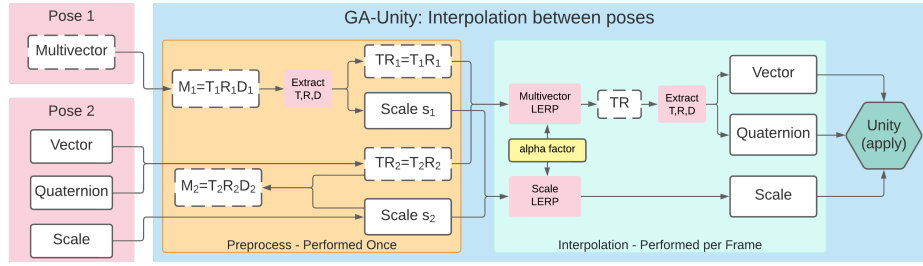 Pose 1
GA-Unity: Interpolation between poses
Multivector
M₁=T₁R₁D₁
Extract
T,R,D
TR₁=T₁R₁
Scale s₁
Pose 2
Vector
Quaternion
Scale
TR₂=T₂R₂
M₂=T₂R₂D₂
Scale s₂
Preprocess - Performed Once
Multivector
LERP
TR
Extract
T,R,D
Vector
Quaternion
alpha factor
Scale
LERP
Scale
Interpolation - Performed per Frame
Unity
(apply)